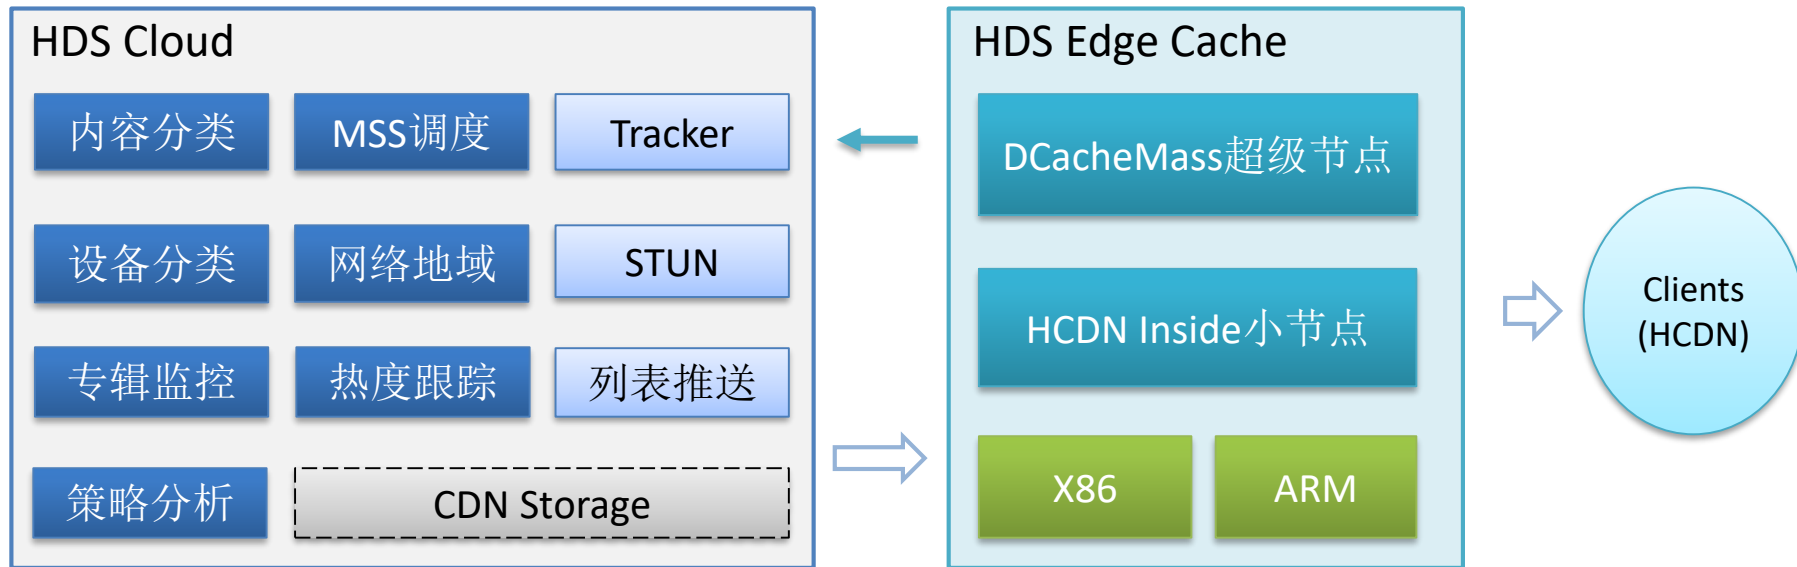 HDS Cloud
内容分类
MSS调度
Tracker
设备分类
网络地域
STUN
专辑监控
热度跟踪
列表推送
策略分析
CDN Storage
HDS Edge Cache
DCacheMass超级节点
HCDN Inside小节点
X86
ARM
Clients
(HCDN)